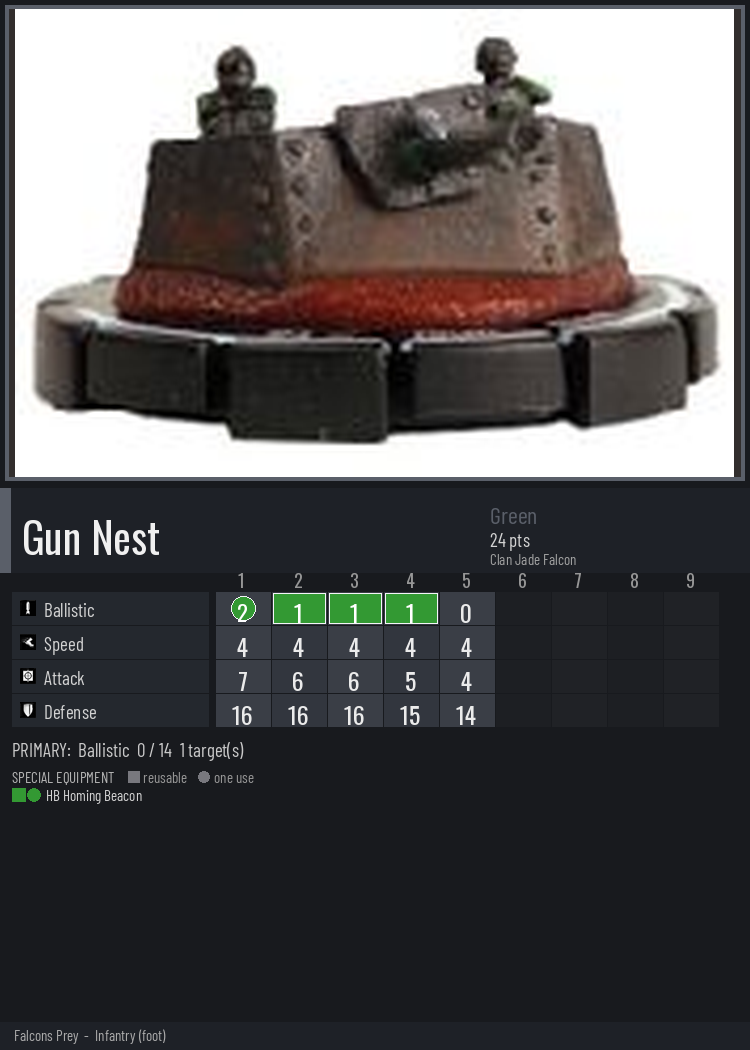 Gun Nest
Green
24 pts
Clan Jade Falcon
1 2 3 4 5 6 7 8 9
Ballistic 2 1 1 1 0
Speed 4 4 4 4 4
Attack 7 6 6 5 4
Defense 16 16 16 15 14
PRIMARY: Ballistic 0 / 14 1 target(s)
SPECIAL EQUIPMENT reusable one use
HB Homing Beacon
Falcons Prey - Infantry (foot)